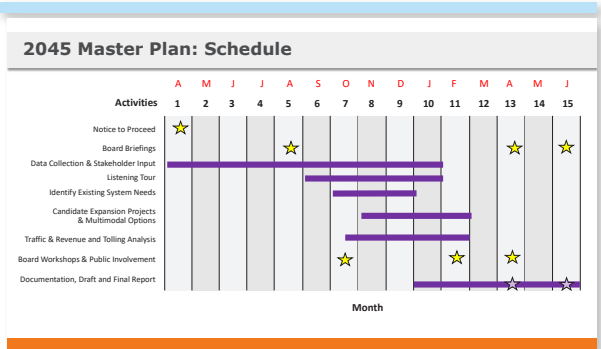 2045 Master Plan: Schedule
A M J J A S O N D J F M A M J
Activities 1 2 3 4 5 6 7 8 9 10 11 12 13 14 15
Notice to Proceed
Board Briefings
Data Collection & Stakeholder Input
Listening Tour
Identify Existing System Needs
Candidate Expansion Projects
& Multimodal Options
Traffic & Revenue and Tolling Analysis
Board Workshops & Public Involvement
Documentation, Draft and Final Report
Month